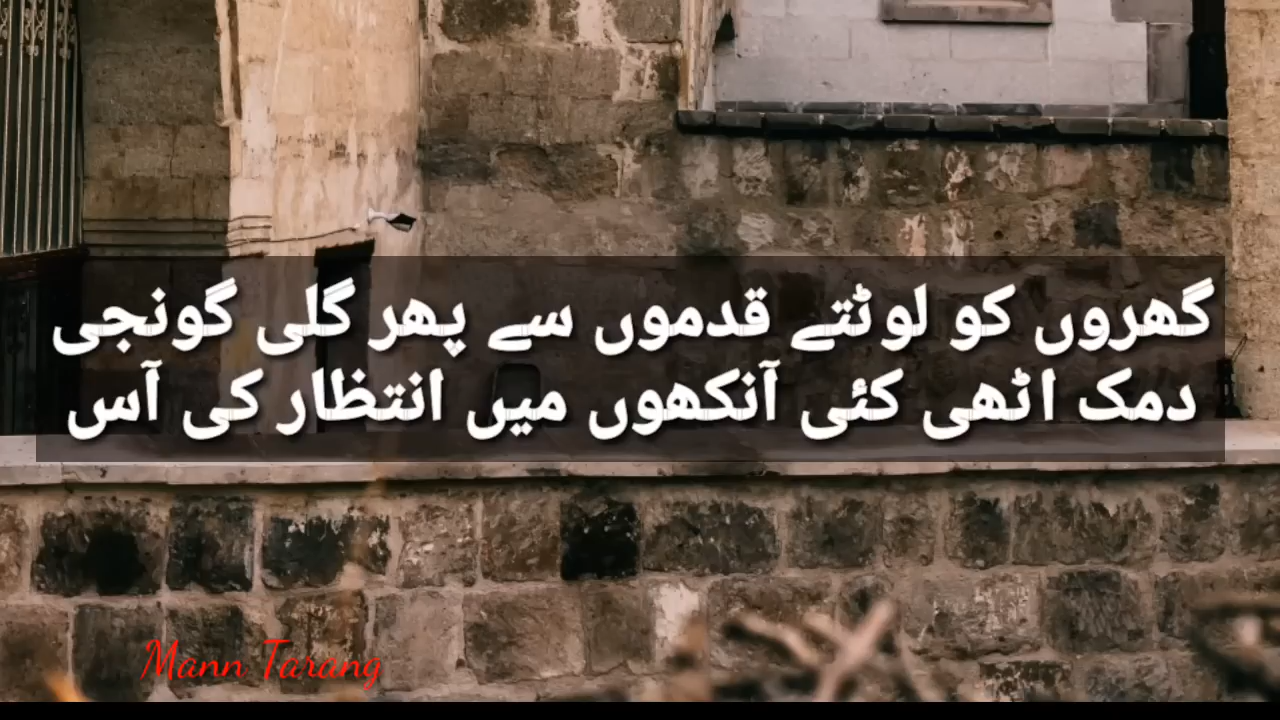 گھروں کو لوٹتے قدموں سے پھر گلی گونجی
دمک اٹھی کئی آنکھوں میں انتظار کی آس
Mann Tarang